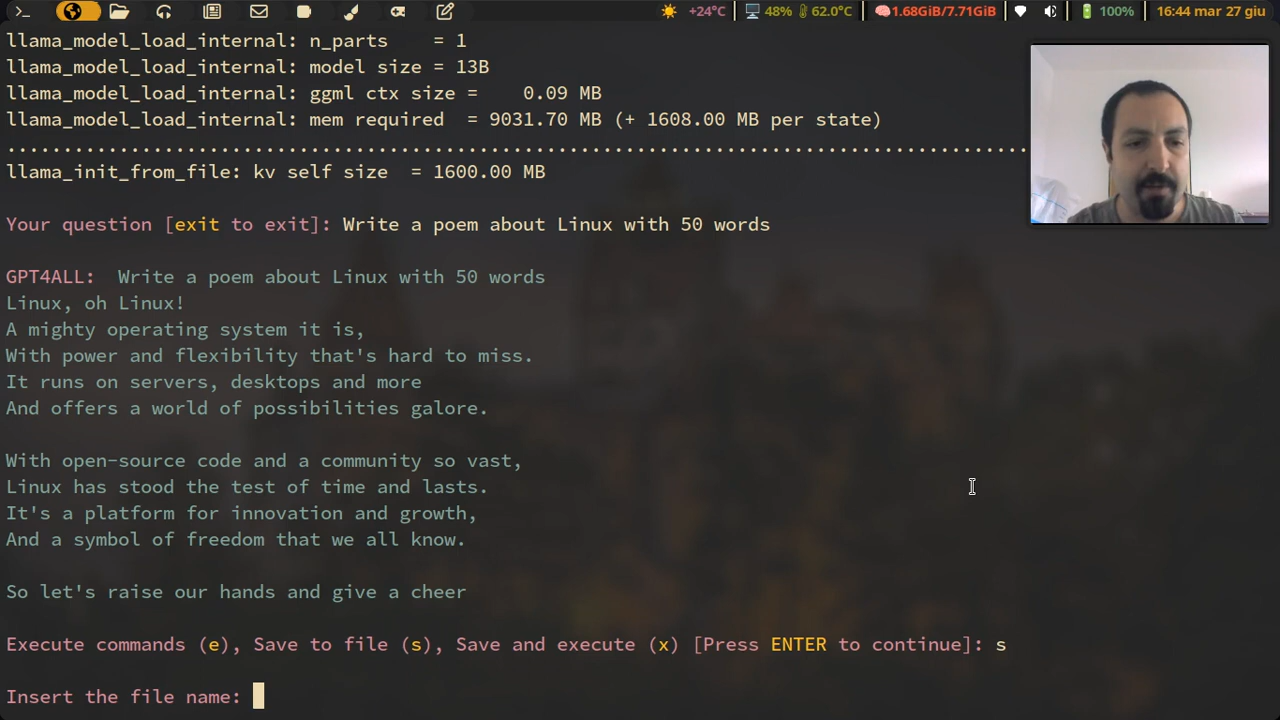 +24°C 48% 62.0°C 1.68GiB/7.71GiB 100% 16:44 mar 27 giu
llama_model_load_internal: n_parts    = 1
llama_model_load_internal: model size = 13B
llama_model_load_internal: ggml ctx size =    0.09 MB
llama_model_load_internal: mem required  = 9031.70 MB (+ 1608.00 MB per state)
...........................................................................................
llama_init_from_file: kv self size  = 1600.00 MB
Your question [exit to exit]: Write a poem about Linux with 50 words
GPT4ALL:  Write a poem about Linux with 50 words
Linux, oh Linux!
A mighty operating system it is,
With power and flexibility that's hard to miss.
It runs on servers, desktops and more
And offers a world of possibilities galore.
With open-source code and a community so vast,
Linux has stood the test of time and lasts.
It's a platform for innovation and growth,
And a symbol of freedom that we all know.
So let's raise our hands and give a cheer
Execute commands (e), Save to file (s), Save and execute (x) [Press ENTER to continue]: s
Insert the file name: